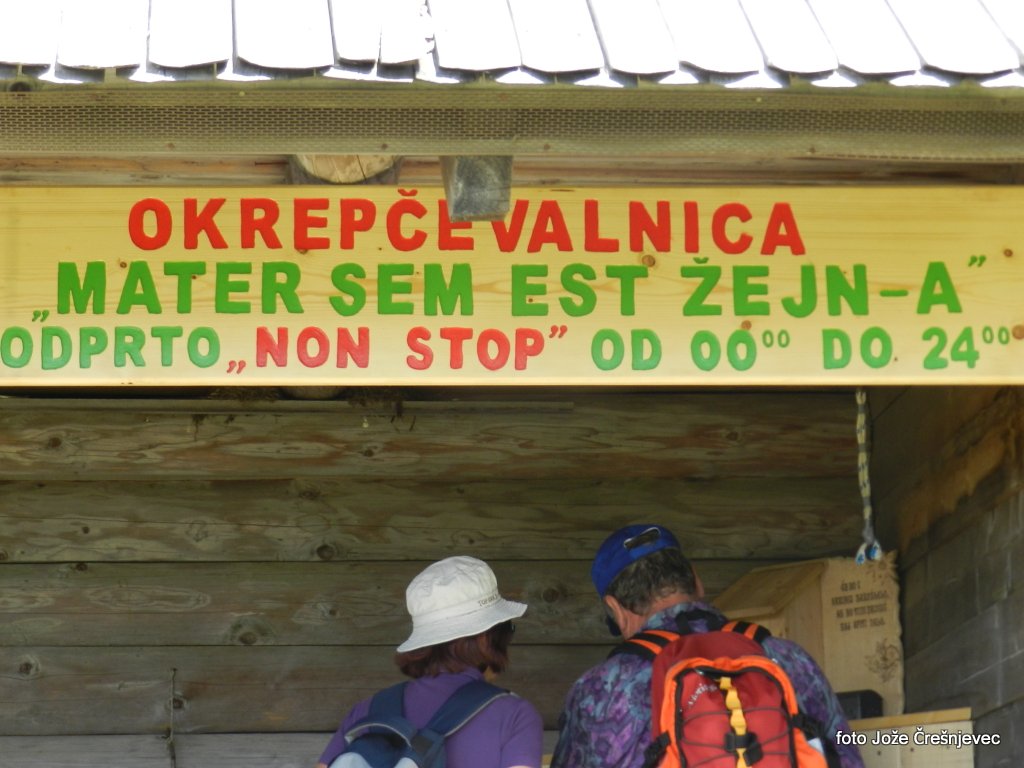 OKREPČEVALNICA
„MATER SEM EST ŽEJN-A”
ODPRTO „NON STOP” OD 00⁰⁰ DO 24⁰⁰
foto Jože Črešnjevec